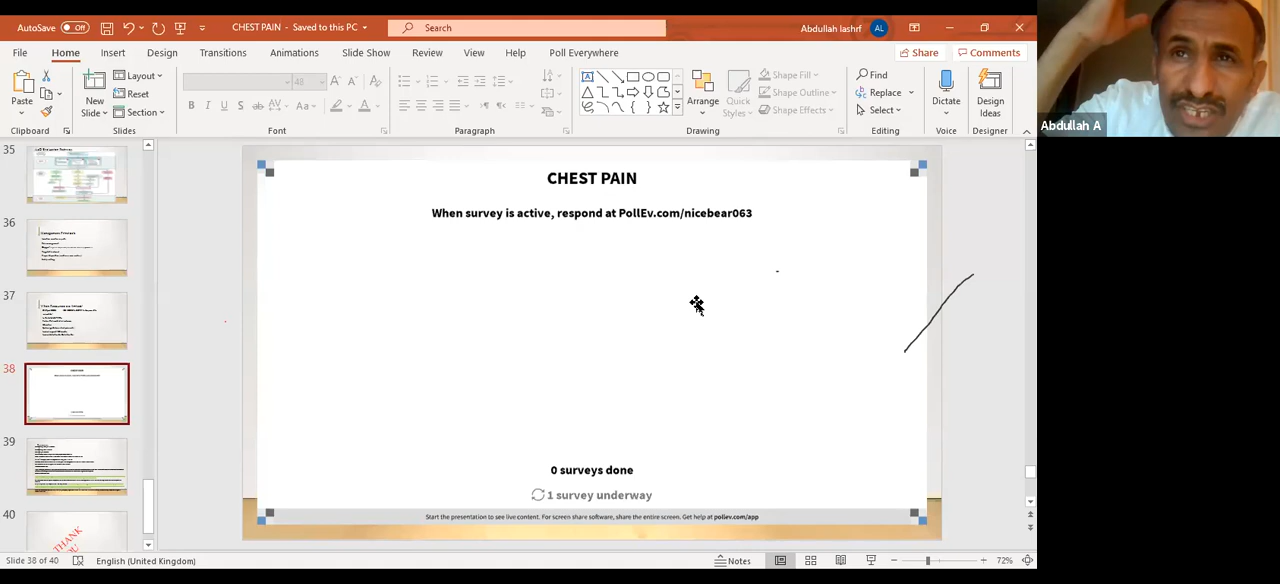 AutoSave Off CHEST PAIN - Saved to this PC Search Abdullah lashrf AL
File Home Insert Design Transitions Animations Slide Show Review View Help Poll Everywhere Share Comments
Paste
Clipboard
New
Slide
Layout
Reset
Section
Slides
48
Font
Paragraph
Arrange
Quick
Styles
Shape Fill
Shape Outline
Shape Effects
Drawing
Find
Replace
Select
Editing
Dictate
Voice
Design
Ideas
Designer
Abdullah A
35
36
37
38
39
40
THANK
YOU
CHEST PAIN
When survey is active, respond at PollEv.com/nicebear063
0 surveys done
1 survey underway
Start the presentation to see live content. For screen share software, share the entire screen. Get help at pollev.com/app
Slide 38 of 40 English (United Kingdom) Notes 72%